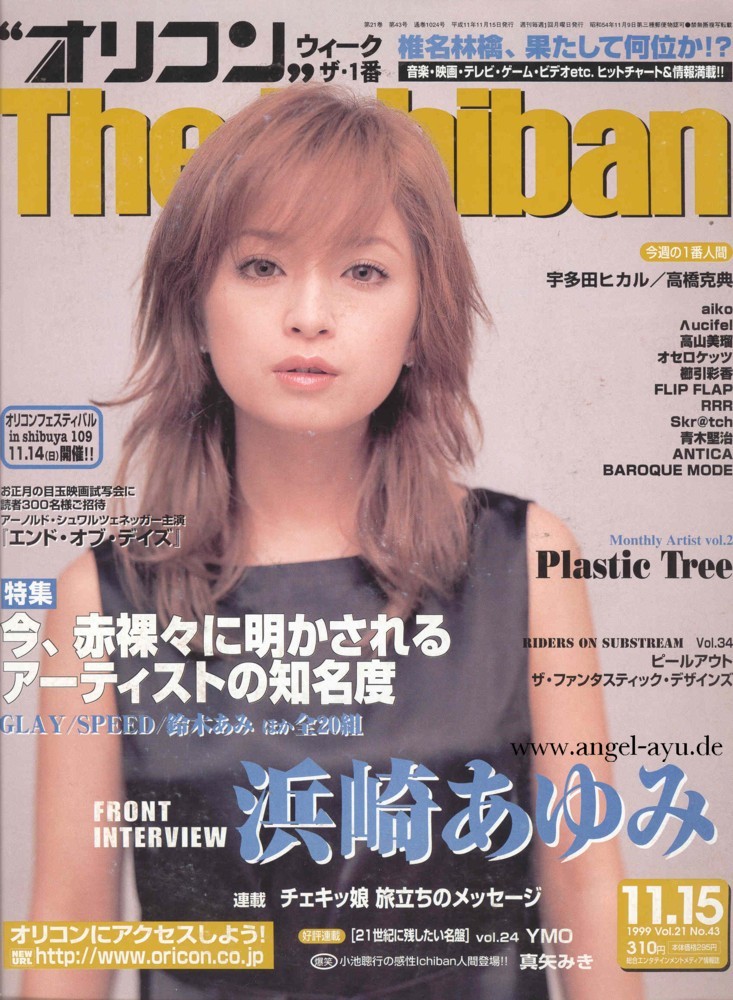 第21巻 第43号 通巻1024号 平成11年11月15日発行 週刊毎週1回月曜日発行 昭和54年11月9日第三種郵便物認可●禁無断複写転載
“オリコン”
ウィーク
ザ・1番
椎名林檎、果たして何位か!?
音楽・映画・テレビ・ゲーム・ビデオetc. ヒットチャート&情報満載!!
The Ichiban
今週の1番人間
宇多田ヒカル/高橋克典
aiko
Λucifel
高山美瑠
オセロケッツ
櫛引彩香
FLIP FLAP
RRR
Skr@tch
青木堅治
ANTICA
BAROQUE MODE
オリコンフェスティバル
in shibuya 109
11.14(日)開催!!
お正月の目玉映画試写会に
読者300名様ご招待
アーノルド・シュワルツェネッガー主演
『エンド・オブ・デイズ』
Monthly Artist vol.2
Plastic Tree
特集
今、赤裸々に明かされる
アーティストの知名度
GLAY/SPEED/鈴木あみ ほか全20組
RIDERS ON SUBSTREAM Vol.34
ピールアウト
ザ・ファンタスティック・デザインズ
www.angel-ayu.de
FRONT
INTERVIEW
浜崎あゆみ
連載 チェキッ娘 旅立ちのメッセージ
オリコンにアクセスしよう!
NEW URL http://www.oricon.co.jp
好評連載 [21世紀に残したい名盤] vol.24 YMO
爆笑 小池聰行の感性Ichiban人間登場!! 真矢みき
11.15
1999 Vol.21 No.43
310円 本体価格295円
総合エンタテインメントメディア情報誌